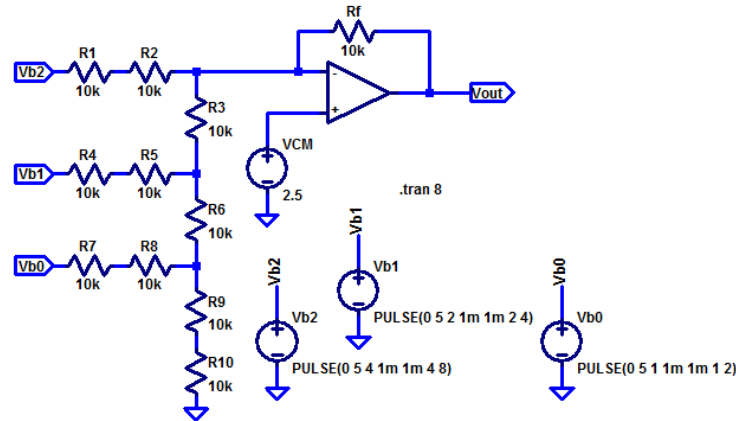 Rf
10k
R1
R2
Vb2
10k
10k
-
+
Vout
R3
10k
VCM
+
2.5
R4
R5
Vb1
10k
10k
.tran 8
R6
10k
R7
R8
Vb0
10k
10k
R9
10k
R10
10k
Vb2
Vb2
+
PULSE(0 5 4 1m 1m 4 8)
Vb1
Vb1
+
PULSE(0 5 2 1m 1m 2 4)
Vb0
Vb0
+
PULSE(0 5 1 1m 1m 1 2)